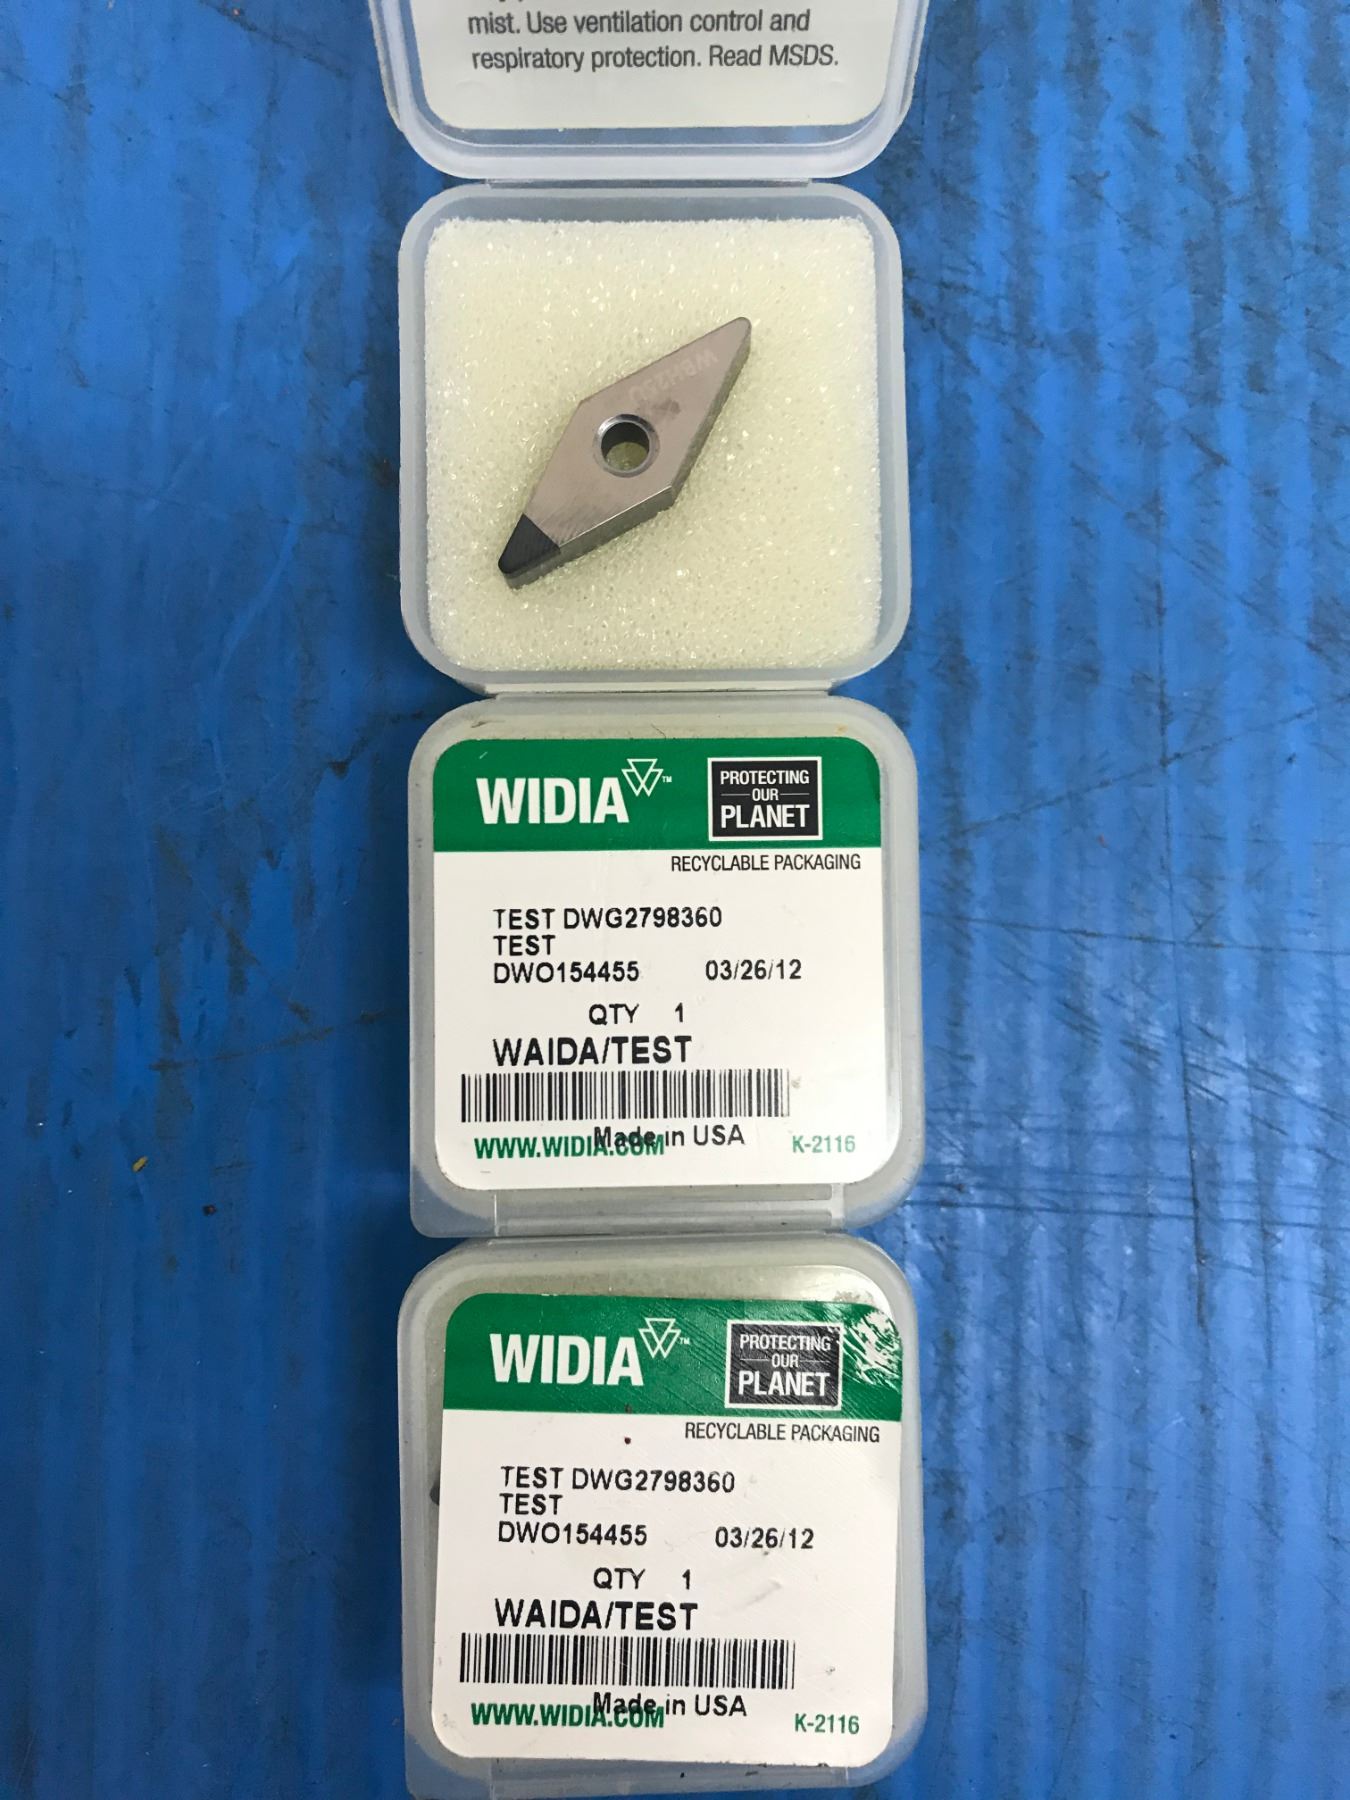 mist. Use ventilation control and
respiratory protection. Read MSDS.
WIDIA™
PROTECTING
OUR
PLANET
RECYCLABLE PACKAGING
TEST DWG2798360
TEST
DWO154455 03/26/12
QTY 1
WAIDA/TEST
Made in USA
WWW.WIDIA.COM K-2116
WIDIA™
PROTECTING
OUR
PLANET
RECYCLABLE PACKAGING
TEST DWG2798360
TEST
DWO154455 03/26/12
QTY 1
WAIDA/TEST
Made in USA
WWW.WIDIA.COM K-2116